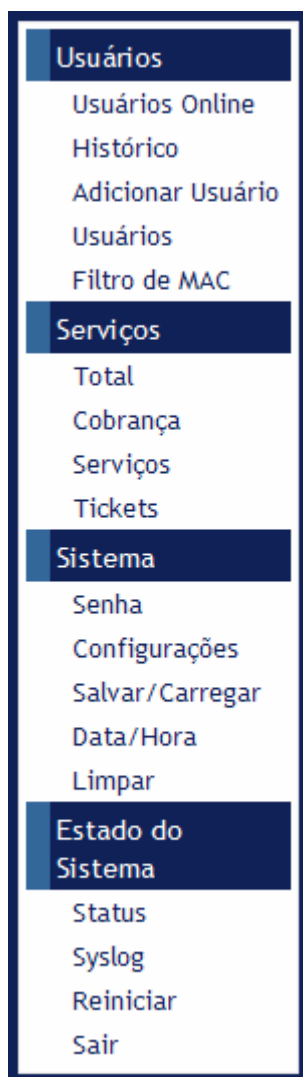 Usuários
Usuários Online
Histórico
Adicionar Usuário
Usuários
Filtro de MAC
Serviços
Total
Cobrança
Serviços
Tickets
Sistema
Senha
Configurações
Salvar/Carregar
Data/Hora
Limpar
Estado do
Sistema
Status
Syslog
Reiniciar
Sair